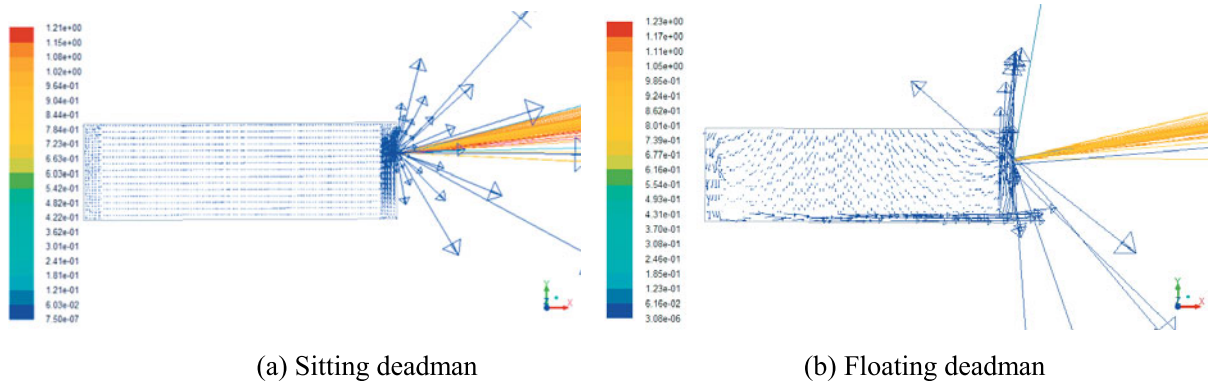 1.21e+00
1.15e+00
1.08e+00
1.02e+00
9.64e-01
9.04e-01
8.44e-01
7.84e-01
7.23e-01
6.63e-01
6.03e-01
5.42e-01
4.82e-01
4.22e-01
3.62e-01
3.01e-01
2.41e-01
1.81e-01
1.21e-01
6.03e-02
7.50e-07
Y
Z
X
1.23e+00
1.17e+00
1.11e+00
1.05e+00
9.85e-01
9.24e-01
8.62e-01
8.01e-01
7.39e-01
6.77e-01
6.16e-01
5.54e-01
4.93e-01
4.31e-01
3.70e-01
3.08e-01
2.46e-01
1.85e-01
1.23e-01
6.16e-02
3.08e-06
Y
Z
X
(a) Sitting deadman
(b) Floating deadman